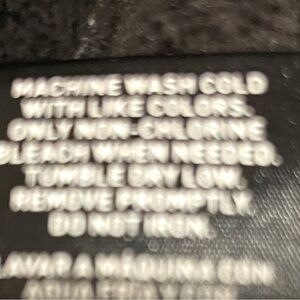 MACHINE WASH COLD
WITH LIKE COLORS.
ONLY NON-CHLORINE
BLEACH WHEN NEEDED.
TUMBLE DRY LOW.
REMOVE PROMPTLY.
DO NOT IRON.
LAVAR A MÁQUINA CON